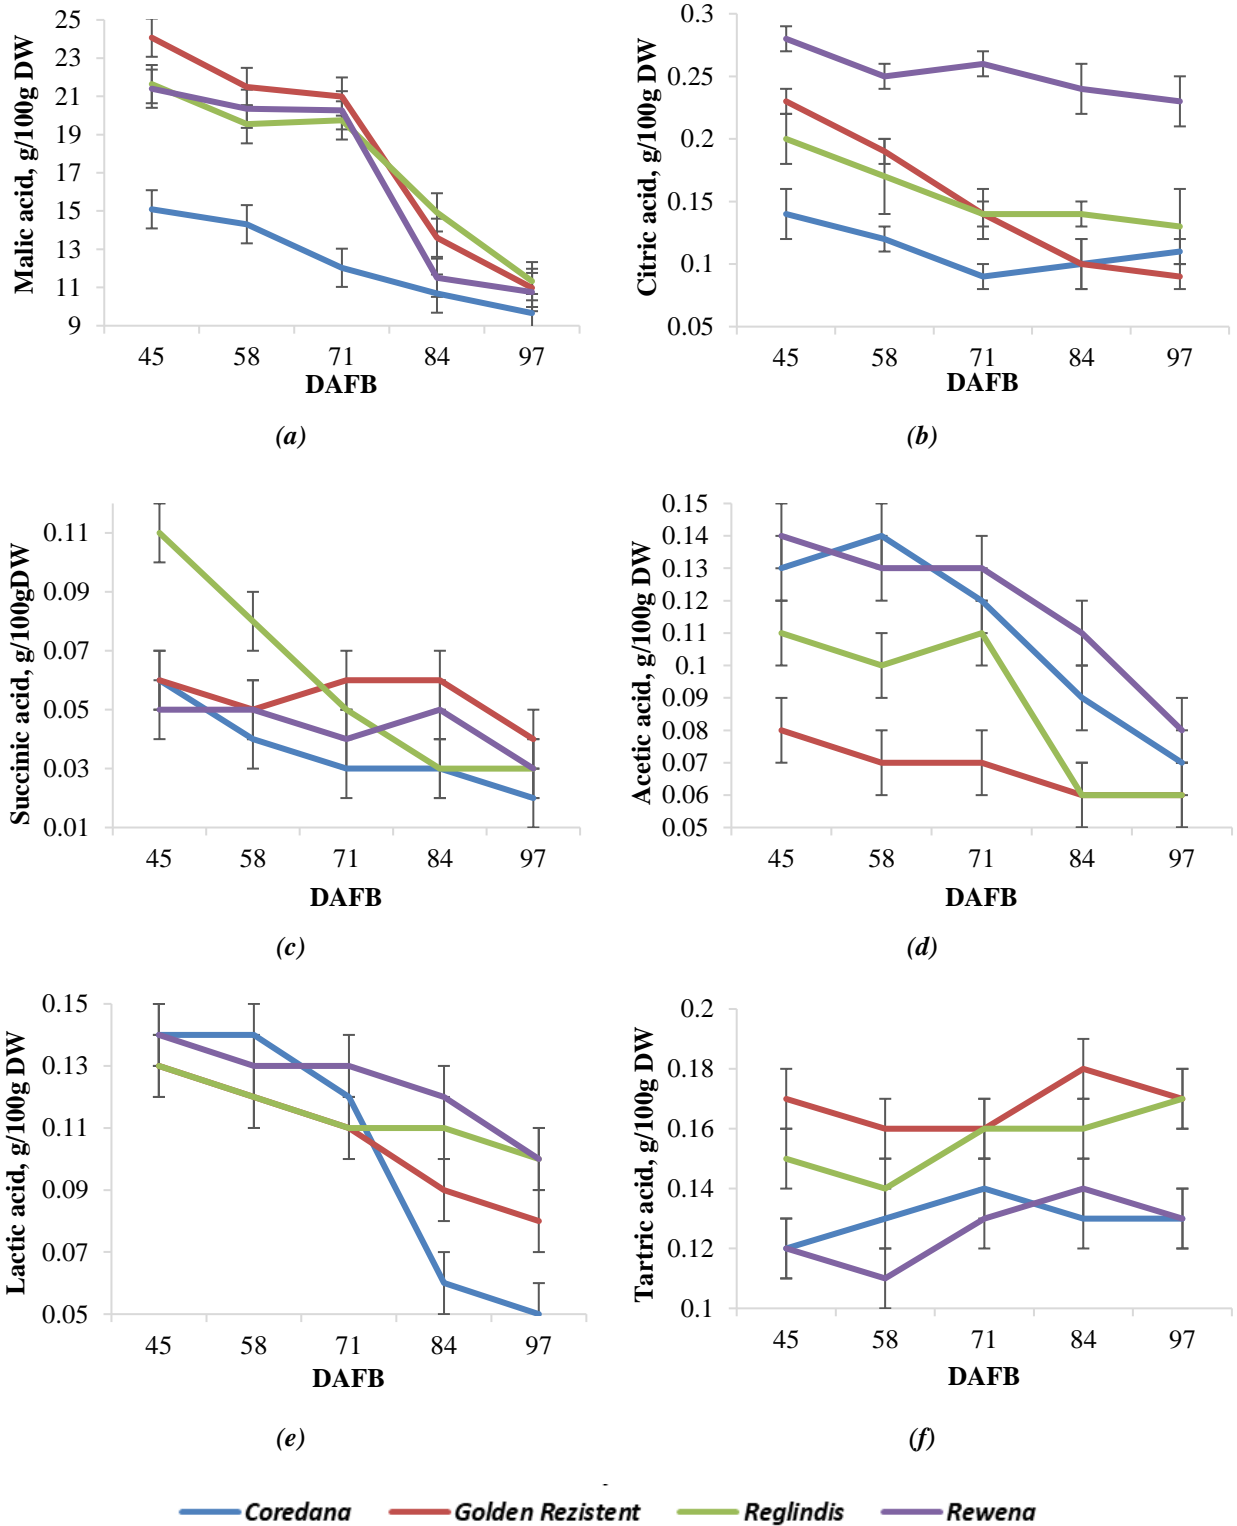 Malic acid, g/100g DW
25
23
21
19
17
15
13
11
9
45 58 71 84 97
DAFB
(a)
Citric acid, g/100g DW
0.3
0.25
0.2
0.15
0.1
0.05
45 58 71 84 97
DAFB
(b)
Succinic acid, g/100gDW
0.11
0.09
0.07
0.05
0.03
0.01
45 58 71 84 97
DAFB
(c)
Acetic acid, g/100g DW
0.15
0.14
0.13
0.12
0.11
0.1
0.09
0.08
0.07
0.06
0.05
45 58 71 84 97
DAFB
(d)
Lactic acid, g/100g DW
0.15
0.13
0.11
0.09
0.07
0.05
45 58 71 84 97
DAFB
(e)
Tartric acid, g/100g DW
0.2
0.18
0.16
0.14
0.12
0.1
45 58 71 84 97
DAFB
(f)
Coredana Golden Rezistent Reglindis Rewena